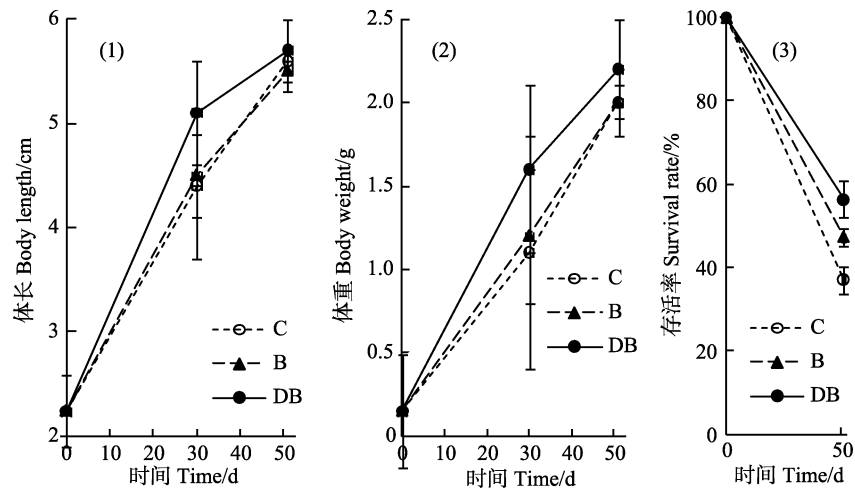 (1)
体长 Body length/cm
6
5
4
3
2
0 10 20 30 40 50
时间 Time/d
C
B
DB
(2)
体重 Body weight/g
2.5
2.0
1.5
1.0
0.5
0
0 10 20 30 40 50
时间 Time/d
C
B
DB
(3)
存活率 Survival rate/%
100
80
60
40
20
0
0 50
时间 Time/d
C
B
DB